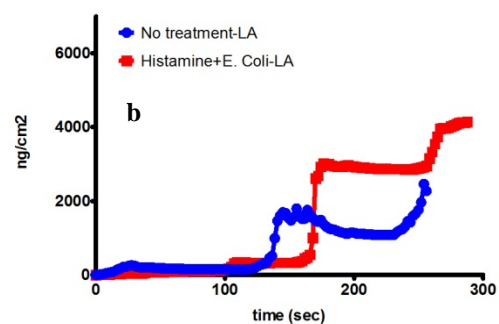 No treatment-LA
Histamine+E. Coli-LA
b
ng/cm2
6000
4000
2000
0
0 100 200 300
time (sec)